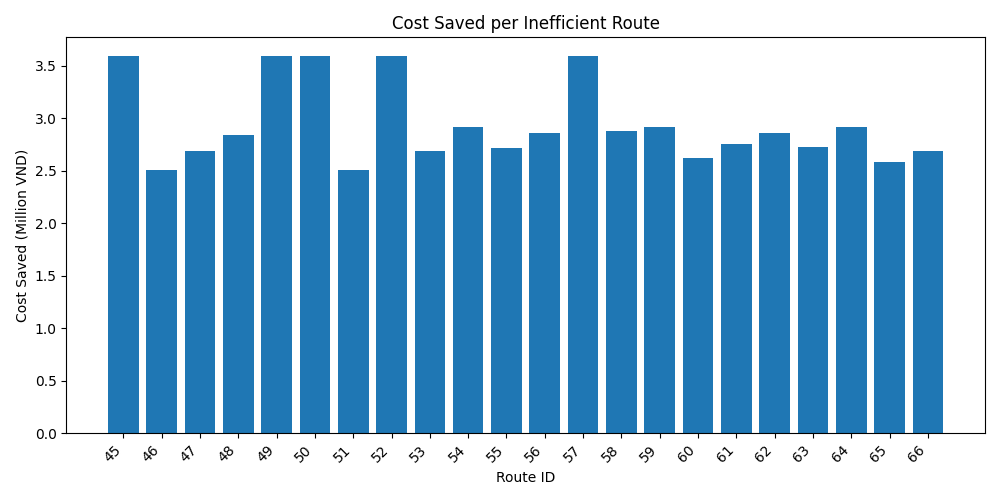 Cost Saved per Inefficient Route
Cost Saved (Million VND)
3.5
3.0
2.5
2.0
1.5
1.0
0.5
0.0
45 46 47 48 49 50 51 52 53 54 55 56 57 58 59 60 61 62 63 64 65 66
Route ID